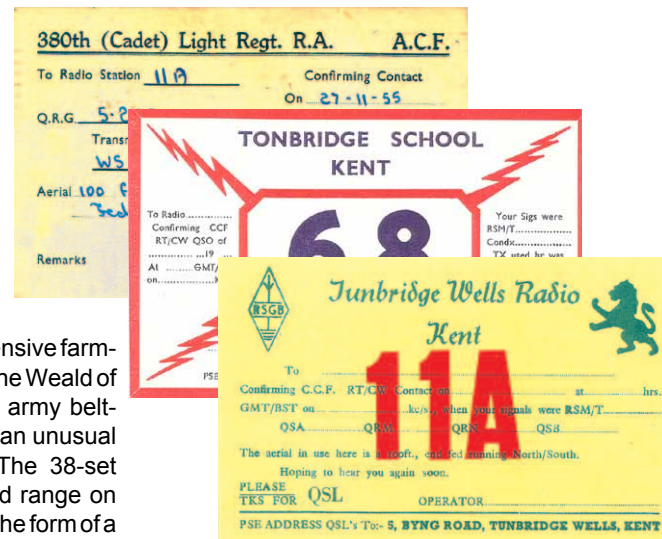 380th (Cadet) Light Regt. R.A. A.C.F.
To Radio Station 11A Confirming Contact
On 27-11-55
Q.R.G. 5·2
Trans
WS
Aerial 100
Remarks
TONBRIDGE SCHOOL
KENT
68
To Radio
Confirming CCF
RT/CW QSO of
19
At GMT/
on
PSE
Your Sigs were
RSM/T
Condx
TX used hr was
RSGB
Tunbridge Wells Radio
Kent
11A
To
Confirming C.C.F. RT/CW Contact on at hrs.
GMT/BST on kc/s., when your signals were RSM/T
QSA QRM QRN QSB
The aerial in use here is a foot., end fed running North/South.
Hoping to hear you again soon.
PLEASE
TKS FOR QSL OPERATOR
PSE ADDRESS QSL's To:- 5, BYNG ROAD, TUNBRIDGE WELLS, KENT
ensive farm-
he Weald of
army belt-
an unusual
The 38-set
d range on
he form of a